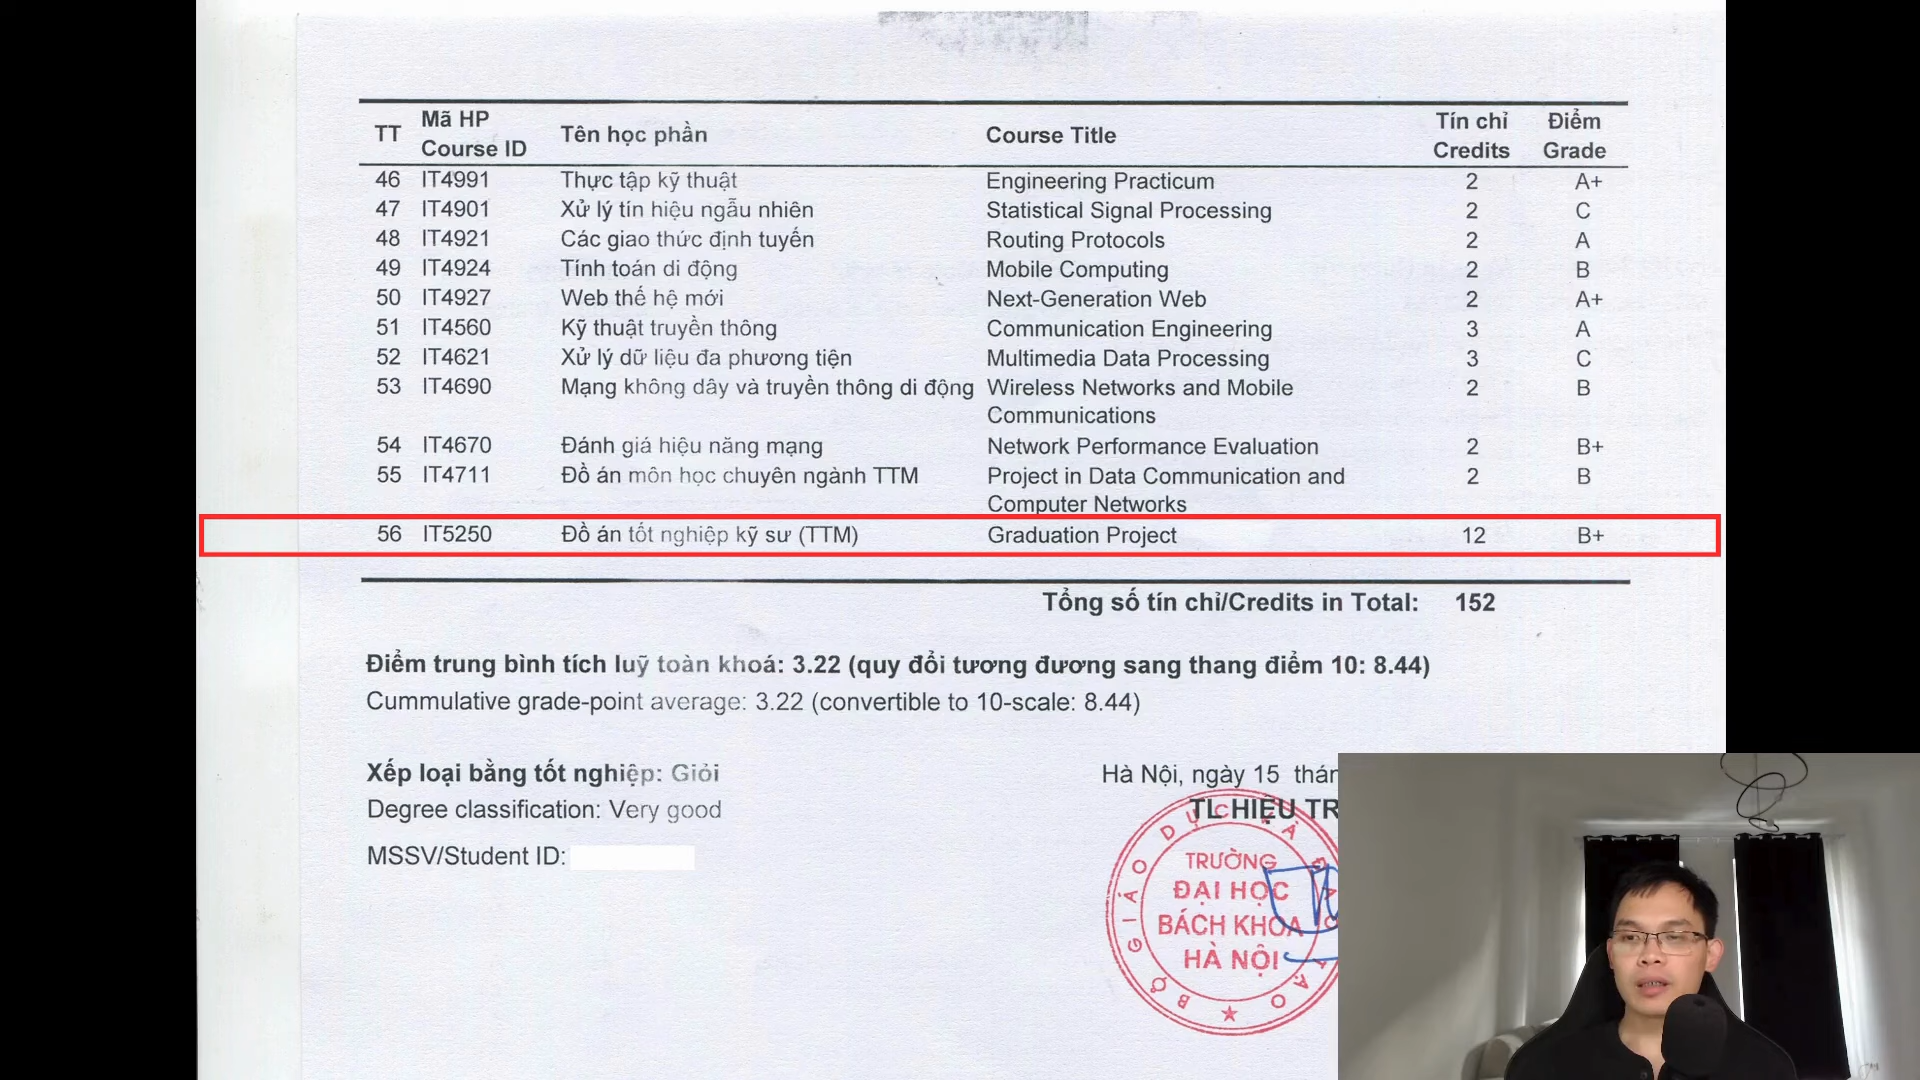 TT Mã HP Course ID Tên học phần Course Title Tín chỉ Credits Điểm Grade
46 IT4991 Thực tập kỹ thuật Engineering Practicum 2 A+
47 IT4901 Xử lý tín hiệu ngẫu nhiên Statistical Signal Processing 2 C
48 IT4921 Các giao thức định tuyến Routing Protocols 2 A
49 IT4924 Tính toán di động Mobile Computing 2 B
50 IT4927 Web thế hệ mới Next-Generation Web 2 A+
51 IT4560 Kỹ thuật truyền thông Communication Engineering 3 A
52 IT4621 Xử lý dữ liệu đa phương tiện Multimedia Data Processing 3 C
53 IT4690 Mạng không dây và truyền thông di động Wireless Networks and Mobile 2 B
Communications
54 IT4670 Đánh giá hiệu năng mạng Network Performance Evaluation 2 B+
55 IT4711 Đồ án môn học chuyên ngành TTM Project in Data Communication and 2 B
Computer Networks
56 IT5250 Đồ án tốt nghiệp kỹ sư (TTM) Graduation Project 12 B+
Tổng số tín chỉ/Credits in Total: 152
Điểm trung bình tích luỹ toàn khoá: 3.22 (quy đổi tương đương sang thang điểm 10: 8.44)
Cummulative grade-point average: 3.22 (convertible to 10-scale: 8.44)
Xếp loại bằng tốt nghiệp: Giỏi
Degree classification: Very good
MSSV/Student ID:
Hà Nội, ngày 15
TL HIỆU
TRƯỜNG
ĐẠI HỌC
BÁCH KHOA
HÀ NỘI